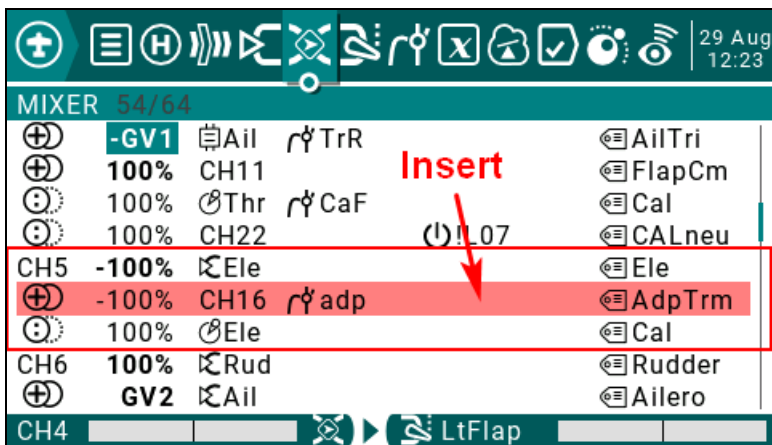 29 Aug
12:23
MIXER 54/64
-GV1 Ail TrR AilTri
100% CH11 FlapCm
Insert
100% Thr CaF Cal
100% CH22 !L07 CALneu
CH5 -100% Ele Ele
-100% CH16 adp AdpTrm
100% Ele Cal
CH6 100% Rud Rudder
GV2 Ail Ailero
CH4 LtFlap